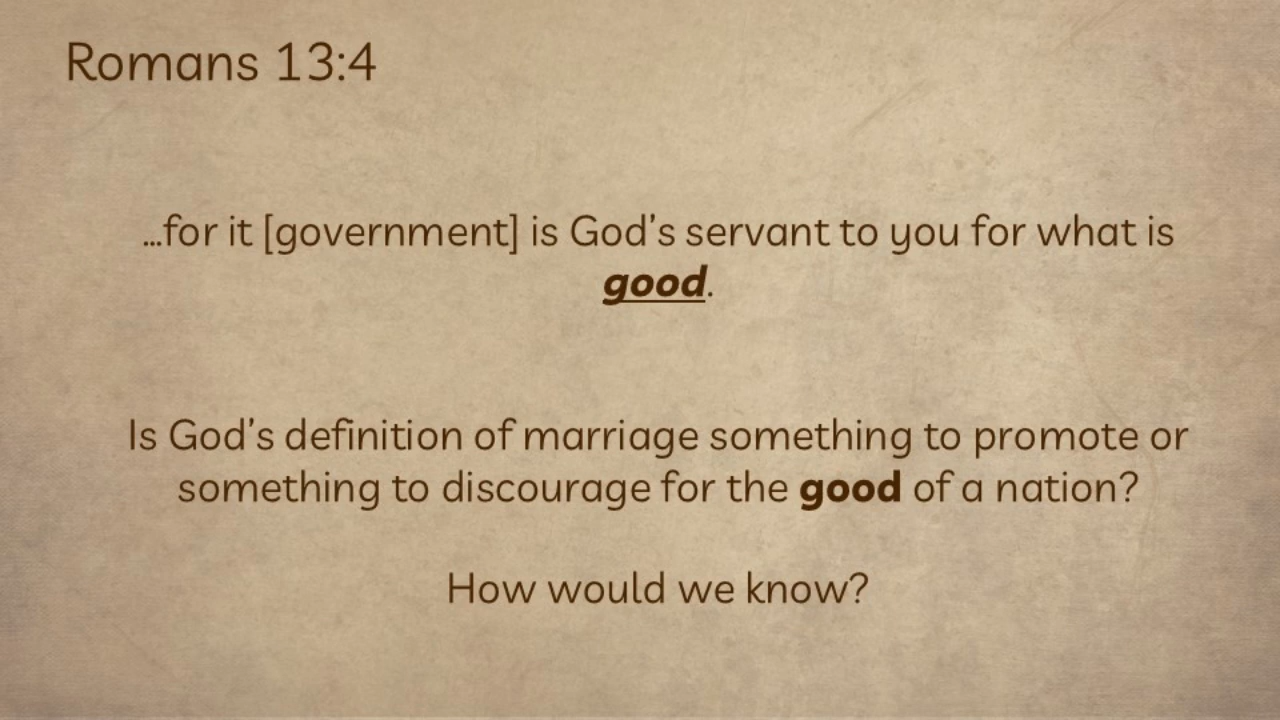 Romans 13:4
…for it [government] is God’s servant to you for what is
good.
Is God’s definition of marriage something to promote or
something to discourage for the good of a nation?
How would we know?